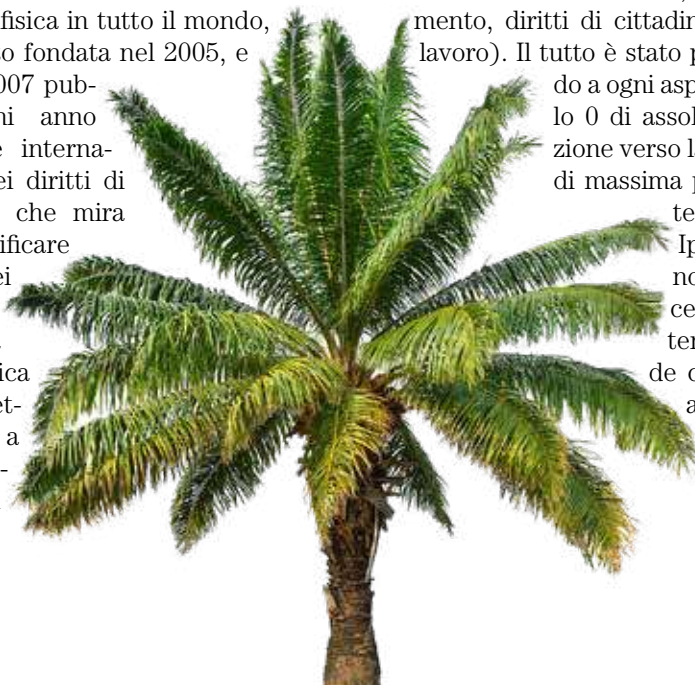 fisica in tutto il mondo,
o fondata nel 2005, e
007 pub-
ni anno
e interna-
ei diritti di
che mira
ificare
ei
ica
et-
a
-
mento, diritti di cittadin
lavoro). Il tutto è stato p
do a ogni asp
lo 0 di assol
zione verso la
di massima p
te
Ip
no
ce
ter
de c
a